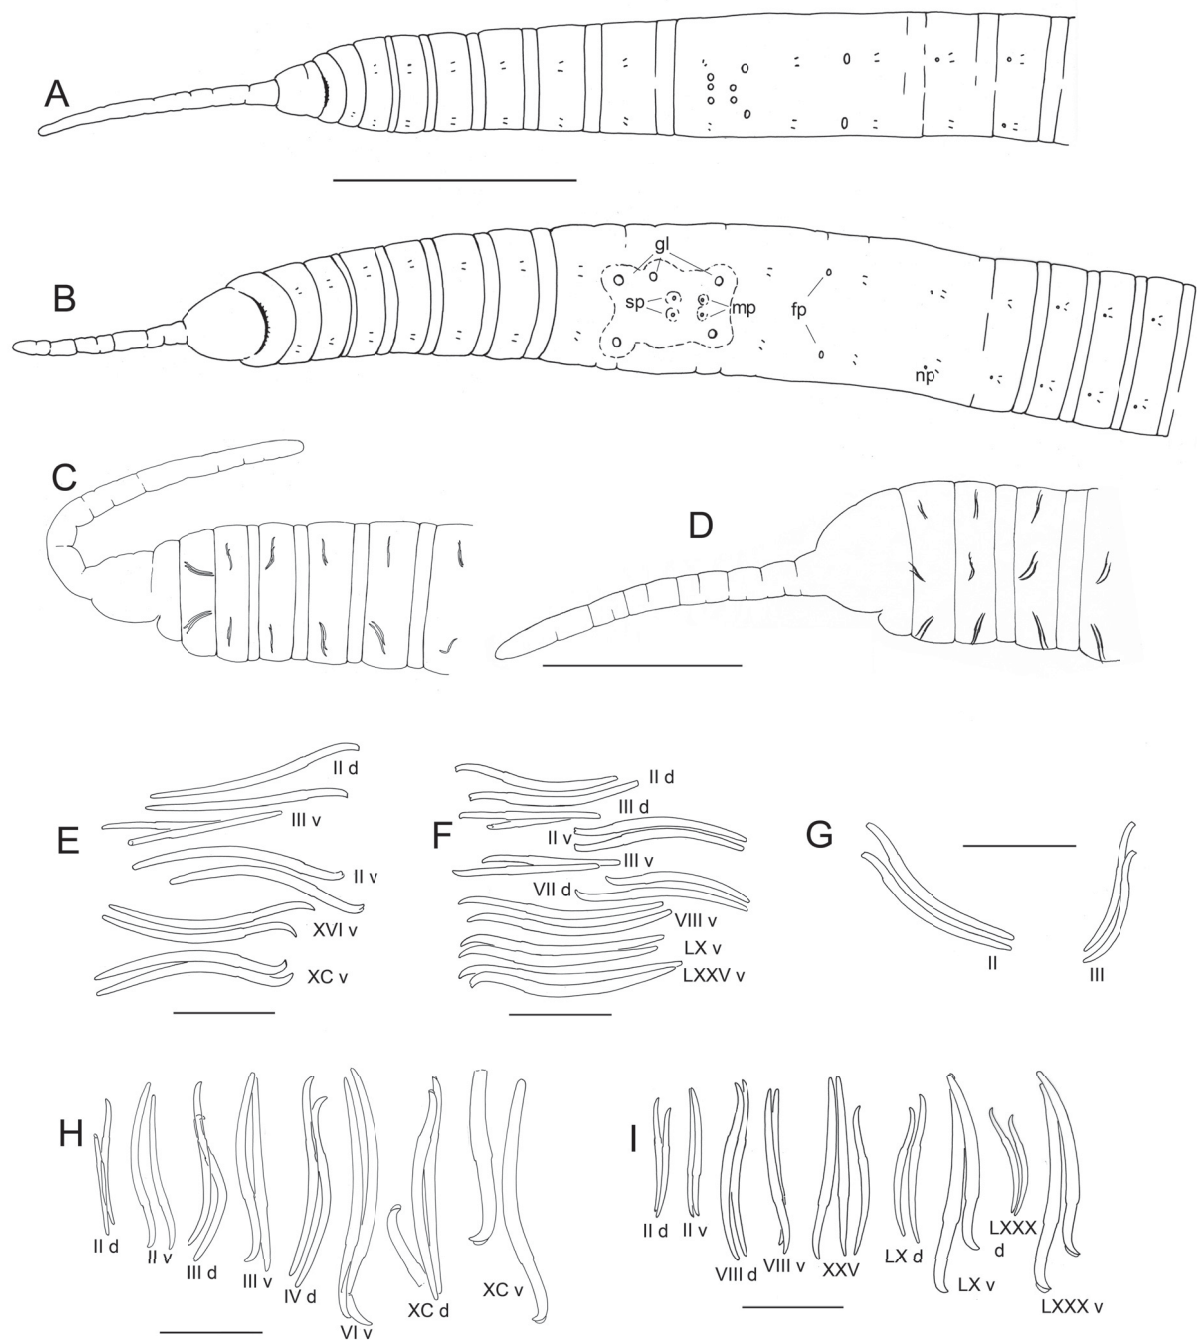 A
B
gl
sp
mp
fp
np
C
D
E
II d
III v
II v
XVI v
XC v
F
II d
III d
II v
III v
VII d
VIII v
LX v
LXXV v
G
II
III
H
II d
II v
III d
III v
IV d
VI v
XC d
XC v
I
II d
II v
VIII d
VIII v
XXV
LX d
LX v
LXXX
d
LXXX v